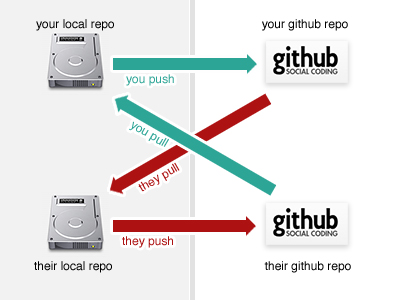 your local repo
your github repo
you push
github
SOCIAL CODING
you pull
they pull
they push
github
SOCIAL CODING
their local repo
their github repo